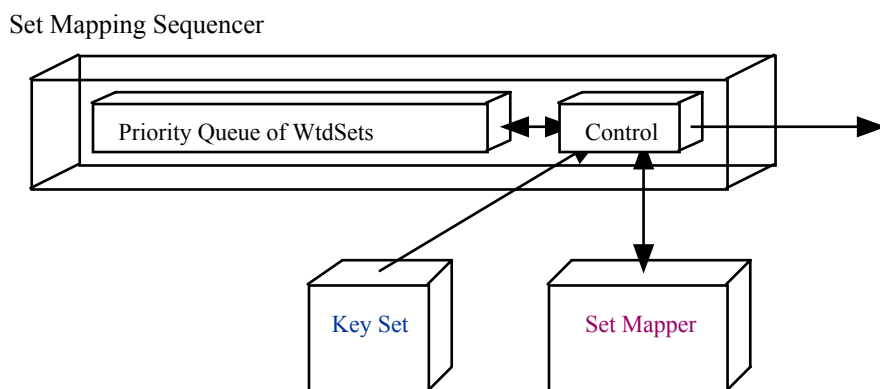 Set Mapping Sequencer
Priority Queue of WtdSets
Control
Key Set
Set Mapper